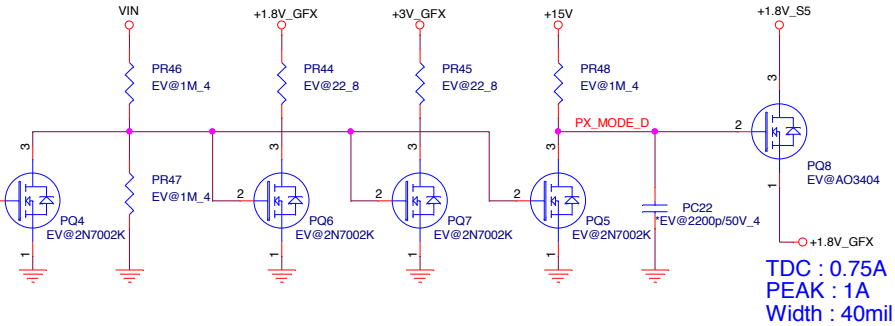 VIN
+1.8V_GFX
+3V_GFX
+15V
+1.8V_S5
PR46
EV@1M_4
PR44
EV@22_8
PR45
EV@22_8
PR48
EV@1M_4
3
PX_MODE_D
2
3
3
3
3
PQ8
EV@AO3404
PR47
EV@1M_4
2
2
2
1
PQ4
EV@2N7002K
PQ6
EV@2N7002K
PQ7
EV@2N7002K
PQ5
EV@2N7002K
PC22
*EV@2200p/50V_4
1
1
1
1
+1.8V_GFX
TDC : 0.75A
PEAK : 1A
Width : 40mil